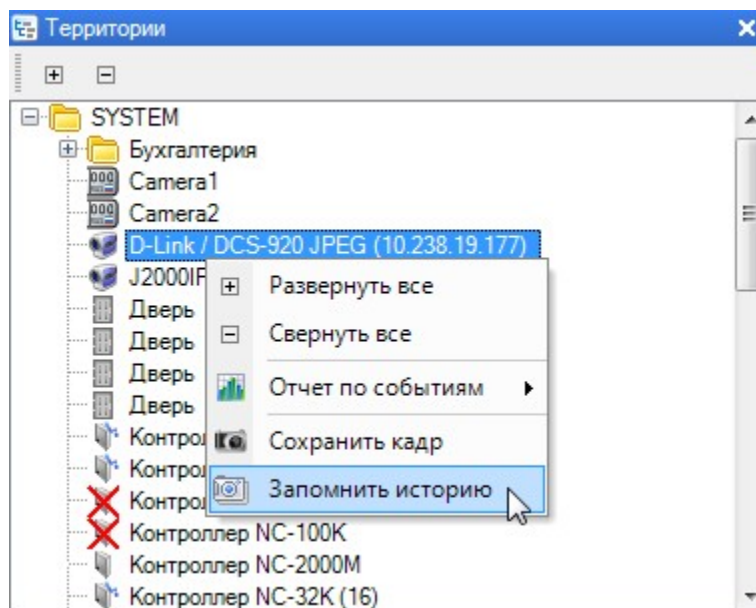 Территории
SYSTEM
Бухгалтерия
Camera1
Camera2
D-Link / DCS-920 JPEG (10.238.19.177)
J2000IP
Развернуть все
Дверь
Свернуть все
Дверь
Дверь
Отчет по событиям
Дверь
Сохранить кадр
Запомнить историю
Контроллер NC-100K
Контроллер NC-2000M
Контроллер NC-32K (16)